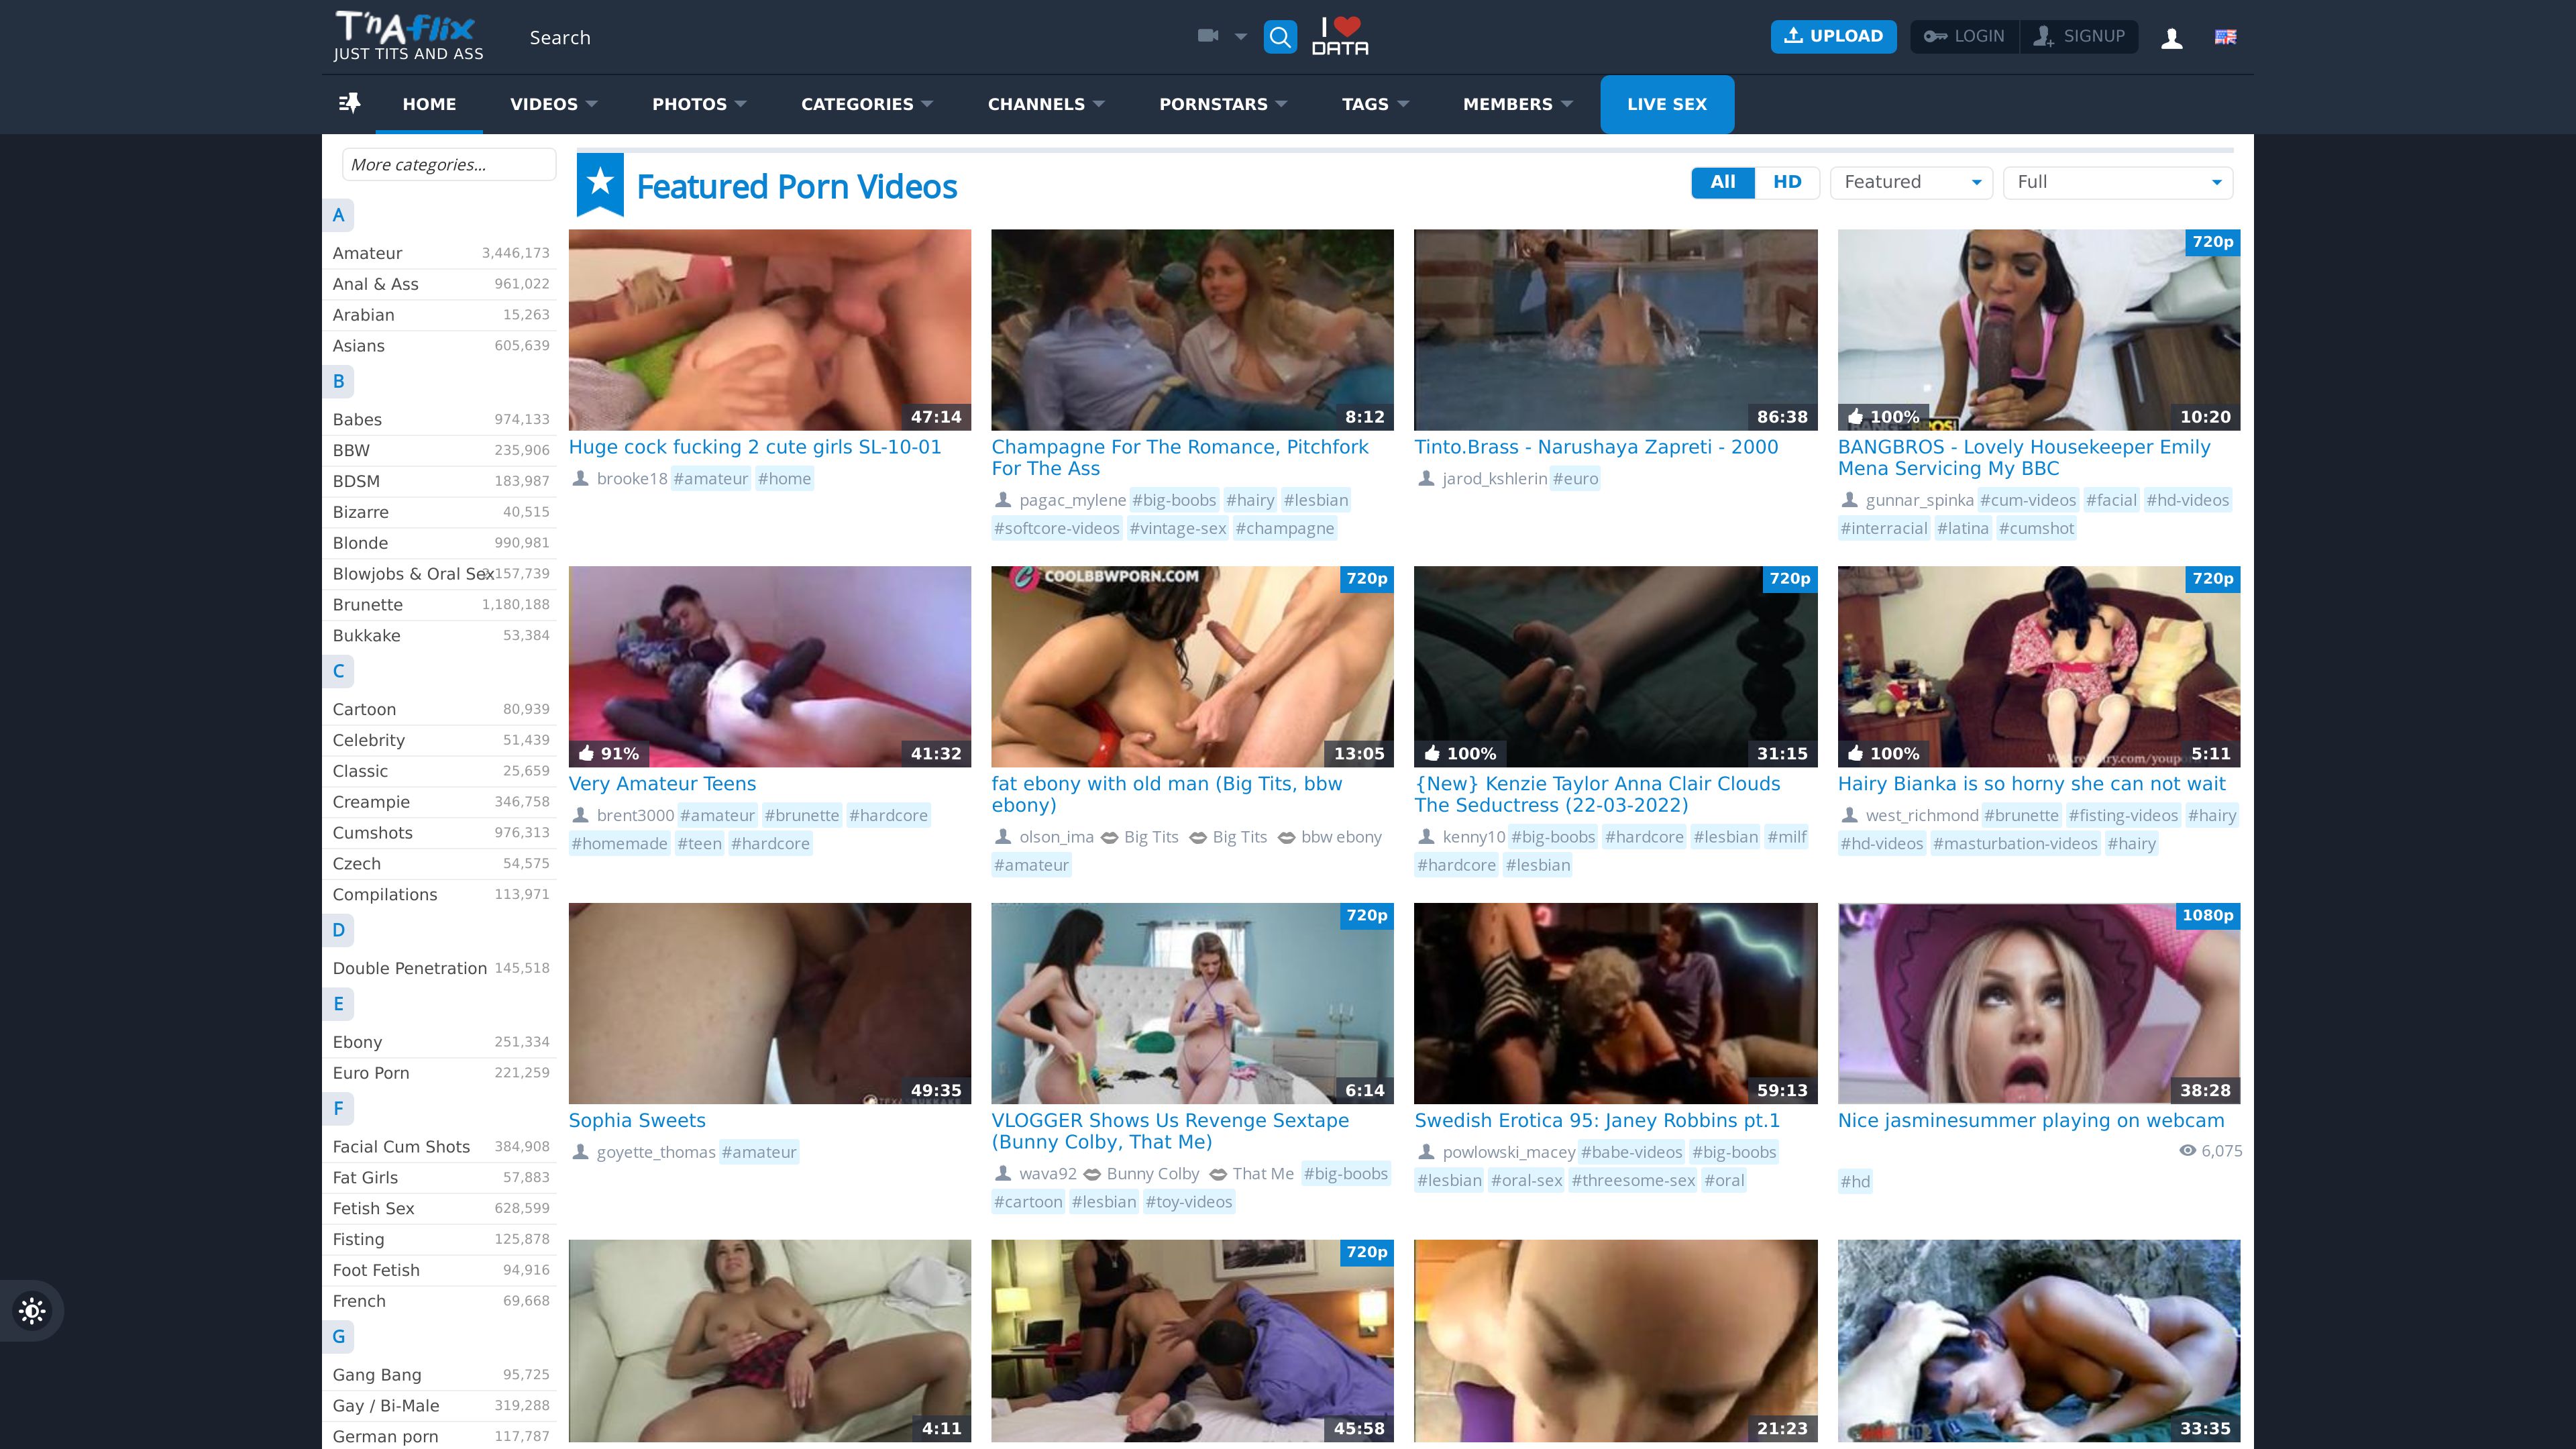 T'nAflix
JUST TITS AND ASS
Search
I
DATA
UPLOAD
LOGIN
SIGNUP
HOME
VIDEOS
PHOTOS
CATEGORIES
CHANNELS
PORNSTARS
TAGS
MEMBERS
LIVE SEX
More categories...
A
Amateur 3,446,173
Anal & Ass 961,022
Arabian 15,263
Asians 605,639
B
Babes 974,133
BBW 235,906
BDSM 183,987
Bizarre 40,515
Blonde 990,981
Blowjobs & Oral Sex 157,739
Brunette 1,180,188
Bukkake 53,384
C
Cartoon 80,939
Celebrity 51,439
Classic 25,659
Creampie 346,758
Cumshots 976,313
Czech 54,575
Compilations 113,971
D
Double Penetration 145,518
E
Ebony 251,334
Euro Porn 221,259
F
Facial Cum Shots 384,908
Fat Girls 57,883
Fetish Sex 628,599
Fisting 125,878
Foot Fetish 94,916
French 69,668
G
Gang Bang 95,725
Gay / Bi-Male 319,288
German porn 117,787
Featured Porn Videos
All
HD
Featured
Full
47:14
Huge cock fucking 2 cute girls SL-10-01
brooke18 #amateur #home
8:12
Champagne For The Romance, Pitchfork
For The Ass
pagac_mylene #big-boobs #hairy #lesbian
#softcore-videos #vintage-sex #champagne
86:38
Tinto.Brass - Narushaya Zapreti - 2000
jarod_kshlerin #euro
720p
100%
10:20
BANGBROS - Lovely Housekeeper Emily
Mena Servicing My BBC
gunnar_spinka #cum-videos #facial #hd-videos
#interracial #latina #cumshot
91%
41:32
Very Amateur Teens
brent3000 #amateur #brunette #hardcore
#homemade #teen #hardcore
COOLBBWPORN.COM
720p
13:05
fat ebony with old man (Big Tits, bbw
ebony)
olson_ima Big Tits Big Tits bbw ebony
#amateur
720p
100%
31:15
{New} Kenzie Taylor Anna Clair Clouds
The Seductress (22-03-2022)
kenny10 #big-boobs #hardcore #lesbian #milf
#hardcore #lesbian
720p
100%
5:11
Hairy Bianka is so horny she can not wait
west_richmond #brunette #fisting-videos #hairy
#hd-videos #masturbation-videos #hairy
49:35
Sophia Sweets
goyette_thomas #amateur
720p
6:14
VLOGGER Shows Us Revenge Sextape
(Bunny Colby, That Me)
wava92 Bunny Colby That Me #big-boobs
#cartoon #lesbian #toy-videos
59:13
Swedish Erotica 95: Janey Robbins pt.1
powlowski_macey #babe-videos #big-boobs
#lesbian #oral-sex #threesome-sex #oral
1080p
38:28
Nice jasminesummer playing on webcam
6,075
#hd
4:11
720p
45:58
21:23
33:35